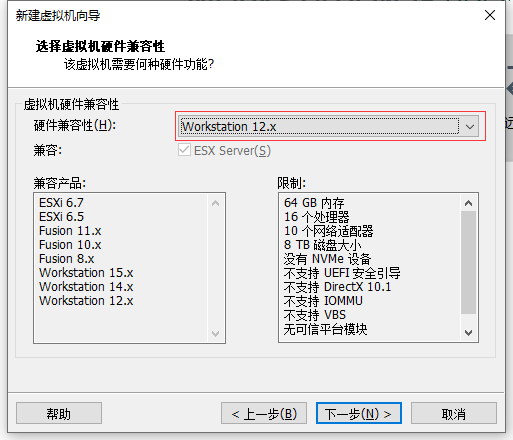 新建虚拟机向导
选择虚拟机硬件兼容性
该虚拟机需要何种硬件功能?
虚拟机硬件兼容性
硬件兼容性(H):
Workstation 12.x
兼容:
ESX Server(S)
兼容产品:
ESXi 6.7
ESXi 6.5
Fusion 11.x
Fusion 10.x
Fusion 8.x
Workstation 15.x
Workstation 14.x
Workstation 12.x
限制:
64 GB 内存
16 个处理器
10 个网络适配器
8 TB 磁盘大小
没有 NVMe 设备
不支持 UEFI 安全引导
不支持 DirectX 10.1
不支持 IOMMU
不支持 VBS
无可信平台模块
帮助
< 上一步(B)
下一步(N) >
取消